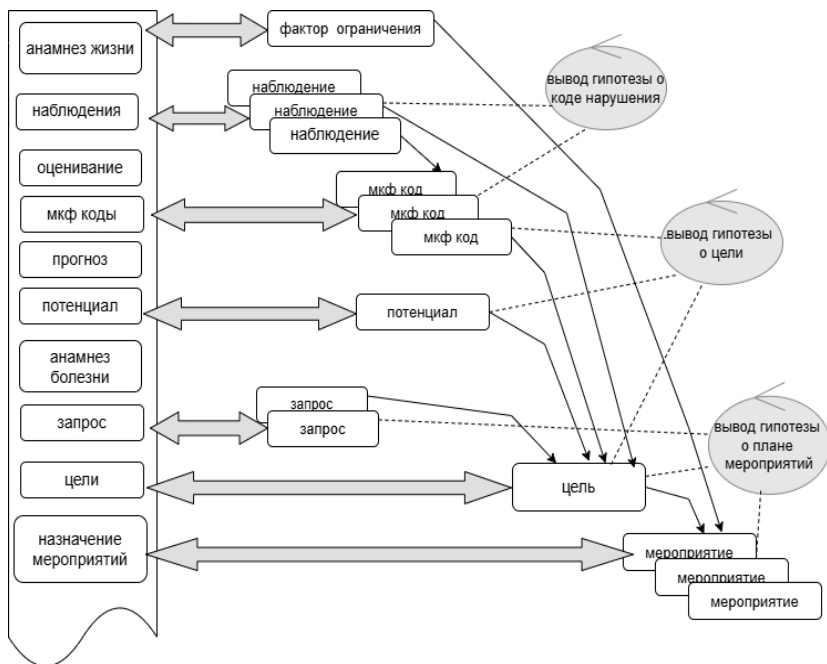 анамнез жизни
наблюдения
оценивание
мкф коды
прогноз
потенциал
анамнез
болезни
запрос
цели
назначение
мероприятий
фактор ограничения
наблюдение
наблюдение
наблюдение
мкф код
мкф код
мкф код
потенциал
запрос
запрос
цель
мероприятие
мероприятие
мероприятие
вывод гипотезы о
коде нарушения
вывод гипотезы
о цели
вывод гипотезы
о плане
мероприятий